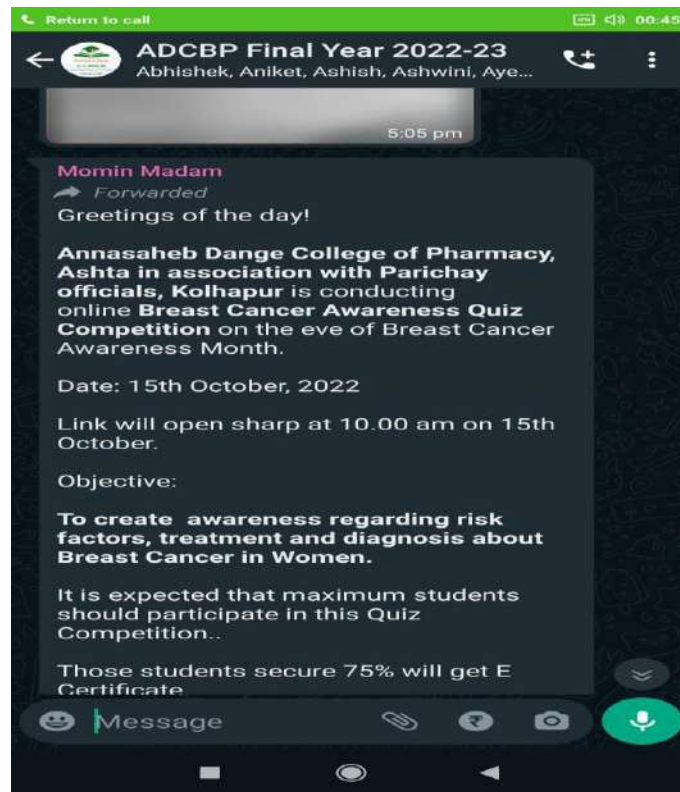 Return to call 00:45
ADCBP Final Year 2022-23
Abhishek, Aniket, Ashish, Ashwini, Aye...
5:05 pm
Momin Madam
Forwarded
Greetings of the day!
Annasaheb Dange College of Pharmacy,
Ashta in association with Parichay
officials, Kolhapur is conducting
online Breast Cancer Awareness Quiz
Competition on the eve of Breast Cancer
Awareness Month.
Date: 15th October, 2022
Link will open sharp at 10.00 am on 15th
October.
Objective:
To create awareness regarding risk
factors, treatment and diagnosis about
Breast Cancer in Women.
It is expected that maximum students
should participate in this Quiz
Competition..
Those students secure 75% will get E
Certificate
Message